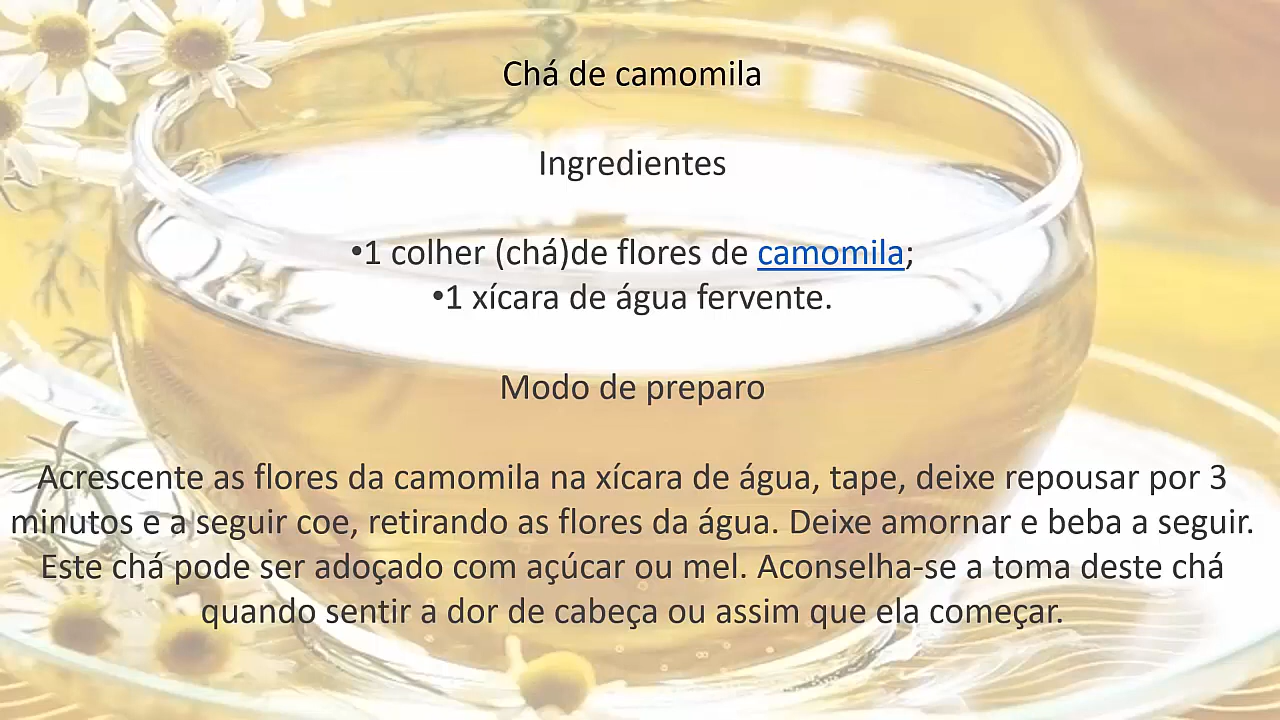 Chá de camomila
Ingredientes
•1 colher (chá)de flores de camomila;
•1 xícara de água fervente.
Modo de preparo
Acrescente as flores da camomila na xícara de água, tape, deixe repousar por 3
minutos e a seguir coe, retirando as flores da água. Deixe amornar e beba a seguir.
Este chá pode ser adoçado com açúcar ou mel. Aconselha-se a toma deste chá
quando sentir a dor de cabeça ou assim que ela começar.